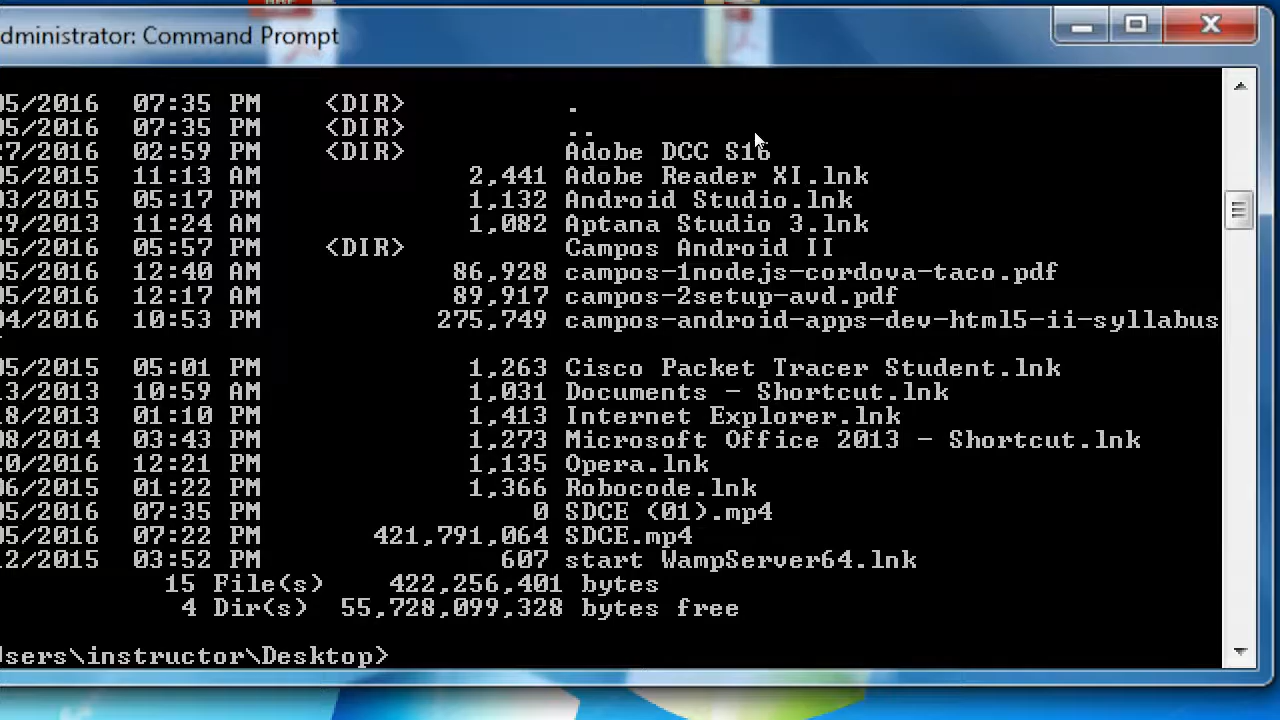 dministrator: Command Prompt
05/2016 07:35 PM <DIR> .
05/2016 07:35 PM <DIR> ..
27/2016 02:59 PM <DIR> Adobe DCC S16
05/2015 11:13 AM 2,441 Adobe Reader XI.lnk
03/2015 05:17 PM 1,132 Android Studio.lnk
29/2013 11:24 AM 1,082 Aptana Studio 3.lnk
05/2016 05:57 PM <DIR> Campos Android II
05/2016 12:40 AM 86,928 campos-1nodejs-cordova-taco.pdf
05/2016 12:17 AM 89,917 campos-2setup-avd.pdf
04/2016 10:53 PM 275,749 campos-android-apps-dev-html5-ii-syllabus
05/2015 05:01 PM 1,263 Cisco Packet Tracer Student.lnk
13/2013 10:59 AM 1,031 Documents - Shortcut.lnk
18/2013 01:10 PM 1,413 Internet Explorer.lnk
08/2014 03:43 PM 1,273 Microsoft Office 2013 - Shortcut.lnk
20/2016 12:21 PM 1,135 Opera.lnk
06/2015 01:22 PM 1,366 Robocode.lnk
05/2016 07:35 PM 0 SDCE (01).mp4
05/2016 07:22 PM 421,791,064 SDCE.mp4
12/2015 03:52 PM 607 start WampServer64.lnk
15 File(s) 422,256,401 bytes
4 Dir(s) 55,728,099,328 bytes free
sers\instructor\Desktop>